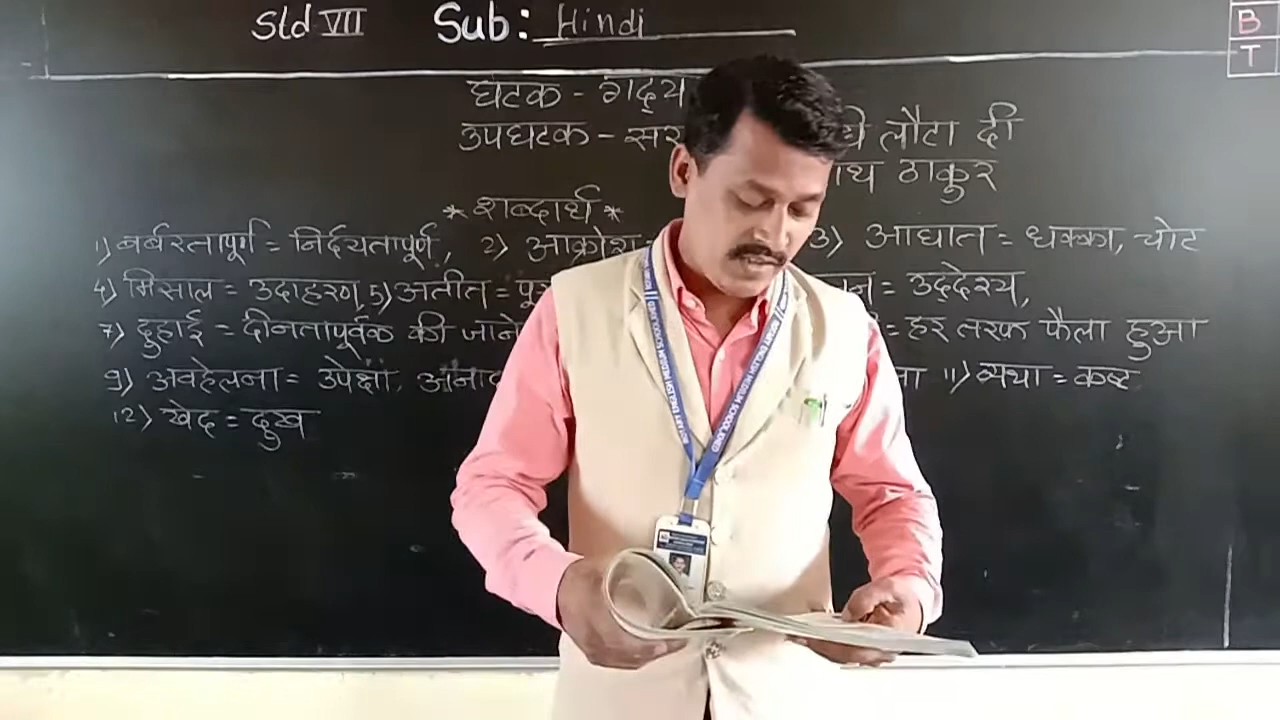 Std VII Sub: Hindi
B
T
घटक - गद्य
उपघटक - लौटा दी
ठाकुर
* शब्दार्थ *
1) बर्बरतापूर्ण = निर्दयतापूर्ण, 2) आक्रोश 3) आघात = धक्का, चोट
4) मिसाल = उदाहरण, 5) अतीत = उद्देश्य,
7) दुहाई = दीनतापूर्वक की जाने = हर तरफ फैला हुआ
9) अवहेलना = उपेक्षा, 11) व्यथा = कष्ट
12) खेद = दुख